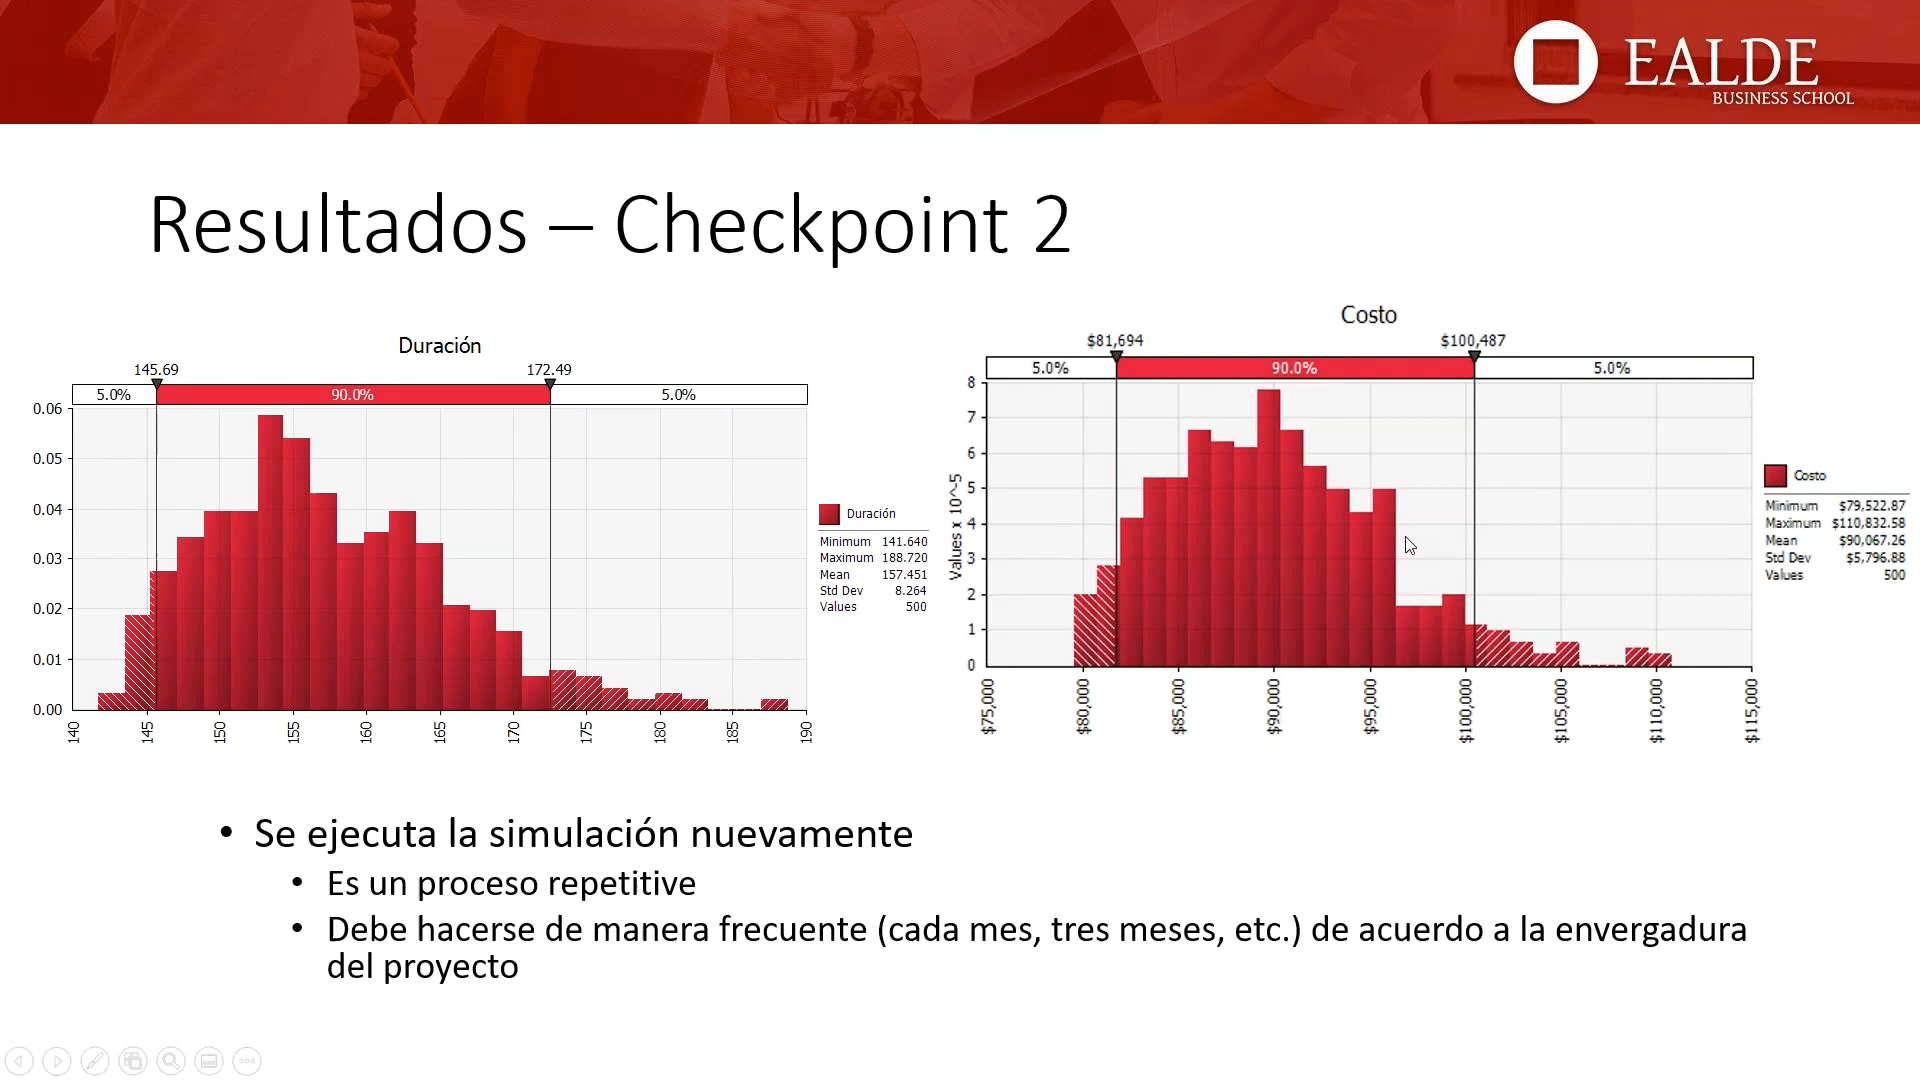 EALDE
BUSINESS SCHOOL
Resultados – Checkpoint 2
Duración
145.69 172.49
5.0% 90.0% 5.0%
0.06
0.05
0.04
0.03
0.02
0.01
0.00
140 145 150 155 160 165 170 175 180 185 190
Duración
Minimum 141.640
Maximum 188.720
Mean 157.451
Std Dev 8.264
Values 500
Costo
$81,694 $100,487
5.0% 90.0% 5.0%
Values x 10^-5
8
7
6
5
4
3
2
1
0
$75,000 $80,000 $85,000 $90,000 $95,000 $100,000 $105,000 $110,000 $115,000
Costo
Minimum $79,522.87
Maximum $110,832.58
Mean $90,067.26
Std Dev $5,796.88
Values 500
• Se ejecuta la simulación nuevamente
• Es un proceso repetitive
• Debe hacerse de manera frecuente (cada mes, tres meses, etc.) de acuerdo a la envergadura
del proyecto